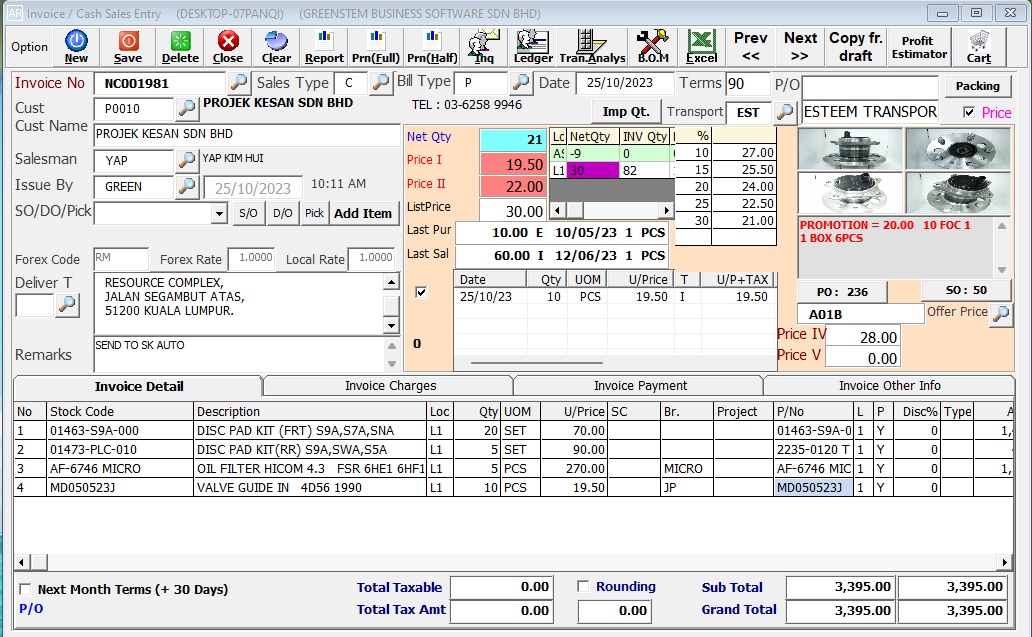 AR Invoice / Cash Sales Entry (DESKTOP-07PANQI) (GREENSTEM BUSINESS SOFTWARE SDN BHD)
Option New Save Delete Close Clear Report Prn(Full) Prn(Half) Inq Ledger Tran.Analys B.O.M Excel Prev << Next >> Copy fr. draft Profit Estimator Cart
Invoice No NC001981 Sales Type C Bill Type P Date 25/10/2023 Terms 90 P/O Packing
Cust P0010 PROJEK KESAN SDN BHD TEL : 03-6258 9946 Imp Qt. Transport EST ESTEEM TRANSPOR Price
Cust Name PROJEK KESAN SDN BHD
Salesman YAP YAP KIM HUI
Issue By GREEN 25/10/2023 10:11 AM
SO/DO/Pick S/O D/O Pick Add Item
Forex Code RM Forex Rate 1.0000 Local Rate 1.0000
Deliver T RESOURCE COMPLEX,
JALAN SEGAMBUT ATAS,
51200 KUALA LUMPUR.
Remarks SEND TO SK AUTO
Net Qty 21
Price I 19.50
Price II 22.00
ListPrice 30.00
Last Pur 10.00 E 10/05/23 1 PCS
Last Sal 60.00 I 12/06/23 1 PCS
Lc NetQty INV Qty
AS -9 0
L1 30 82
%
10 27.00
15 25.50
20 24.00
25 22.50
30 21.00
Date Qty UOM U/Price T U/P+TAX
25/10/23 10 PCS 19.50 I 19.50
0
PROMOTION = 20.00 10 FOC 1
1 BOX 6PCS
PO : 236 SO : 50
A01B Offer Price
Price IV 28.00
Price V 0.00
Invoice Detail Invoice Charges Invoice Payment Invoice Other Info
No Stock Code Description Loc Qty UOM U/Price SC Br. Project P/No L P Disc% Type A
1 01463-S9A-000 DISC PAD KIT (FRT) S9A,S7A,SNA L1 20 SET 70.00 01463-S9A-0 1 Y 0 1,
2 01473-PLC-010 DISC PAD KIT(RR) S9A,SWA,S5A L1 5 SET 90.00 2235-0120 T 1 Y 0
3 AF-6746 MICRO OIL FILTER HICOM 4.3 FSR 6HE1 6HF1 L1 5 PCS 270.00 MICRO AF-6746 MIC 1 Y 0 1,
4 MD050523J VALVE GUIDE IN 4D56 1990 L1 10 PCS 19.50 JP MD050523J 1 Y 0
Next Month Terms (+ 30 Days) Total Taxable 0.00 Rounding Sub Total 3,395.00 3,395.00
P/O Total Tax Amt 0.00 0.00 Grand Total 3,395.00 3,395.00